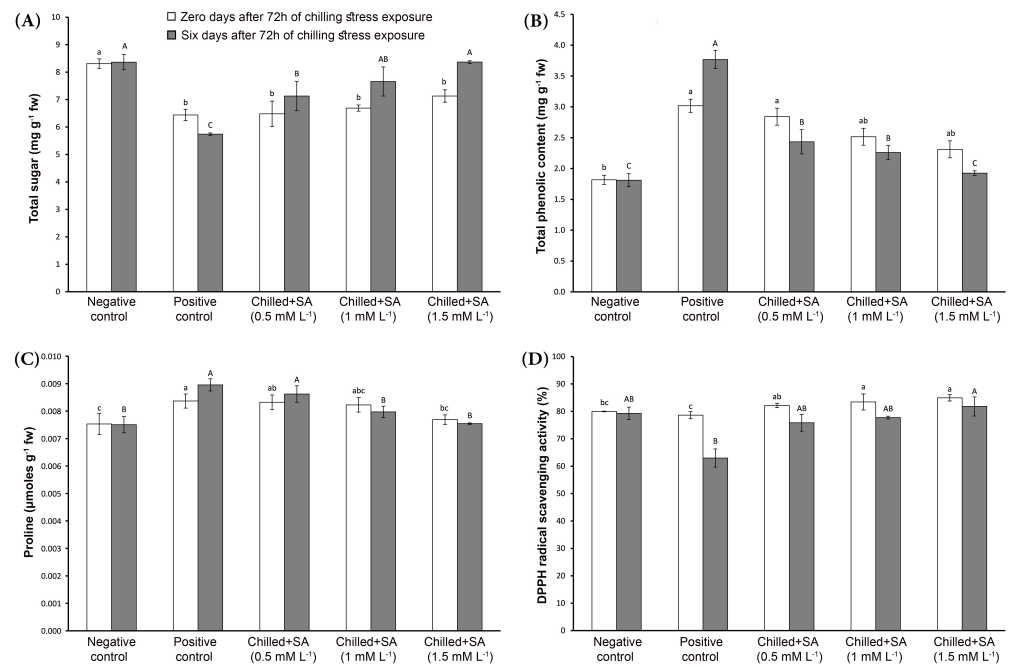 (A)
Zero days after 72h of chilling stress exposure
Six days after 72h of chilling stress exposure
Total sugar (mg g-1 fw)
10
9
8
7
6
5
4
3
2
1
0
a
A
b
C
b
B
b
AB
b
A
Negative control
Positive control
Chilled+SA (0.5 mM L-1)
Chilled+SA (1 mM L-1)
Chilled+SA (1.5 mM L-1)
(B)
Total phenolic content (mg g-1 fw)
4.5
4.0
3.5
3.0
2.5
2.0
1.5
1.0
0.5
0.0
b
C
a
A
a
B
ab
B
ab
C
Negative control
Positive control
Chilled+SA (0.5 mM L-1)
Chilled+SA (1 mM L-1)
Chilled+SA (1.5 mM L-1)
(C)
Proline (μmoles g-1 fw)
0.010
0.009
0.008
0.007
0.006
0.005
0.004
0.003
0.002
0.001
0.000
c
B
a
A
ab
A
abc
B
bc
B
Negative control
Positive control
Chilled+SA (0.5 mM L-1)
Chilled+SA (1 mM L-1)
Chilled+SA (1.5 mM L-1)
(D)
DPPH radical scavenging activity (%)
100
90
80
70
60
50
40
30
20
10
0
bc
AB
c
B
ab
AB
a
AB
a
A
Negative control
Positive control
Chilled+SA (0.5 mM L-1)
Chilled+SA (1 mM L-1)
Chilled+SA (1.5 mM L-1)